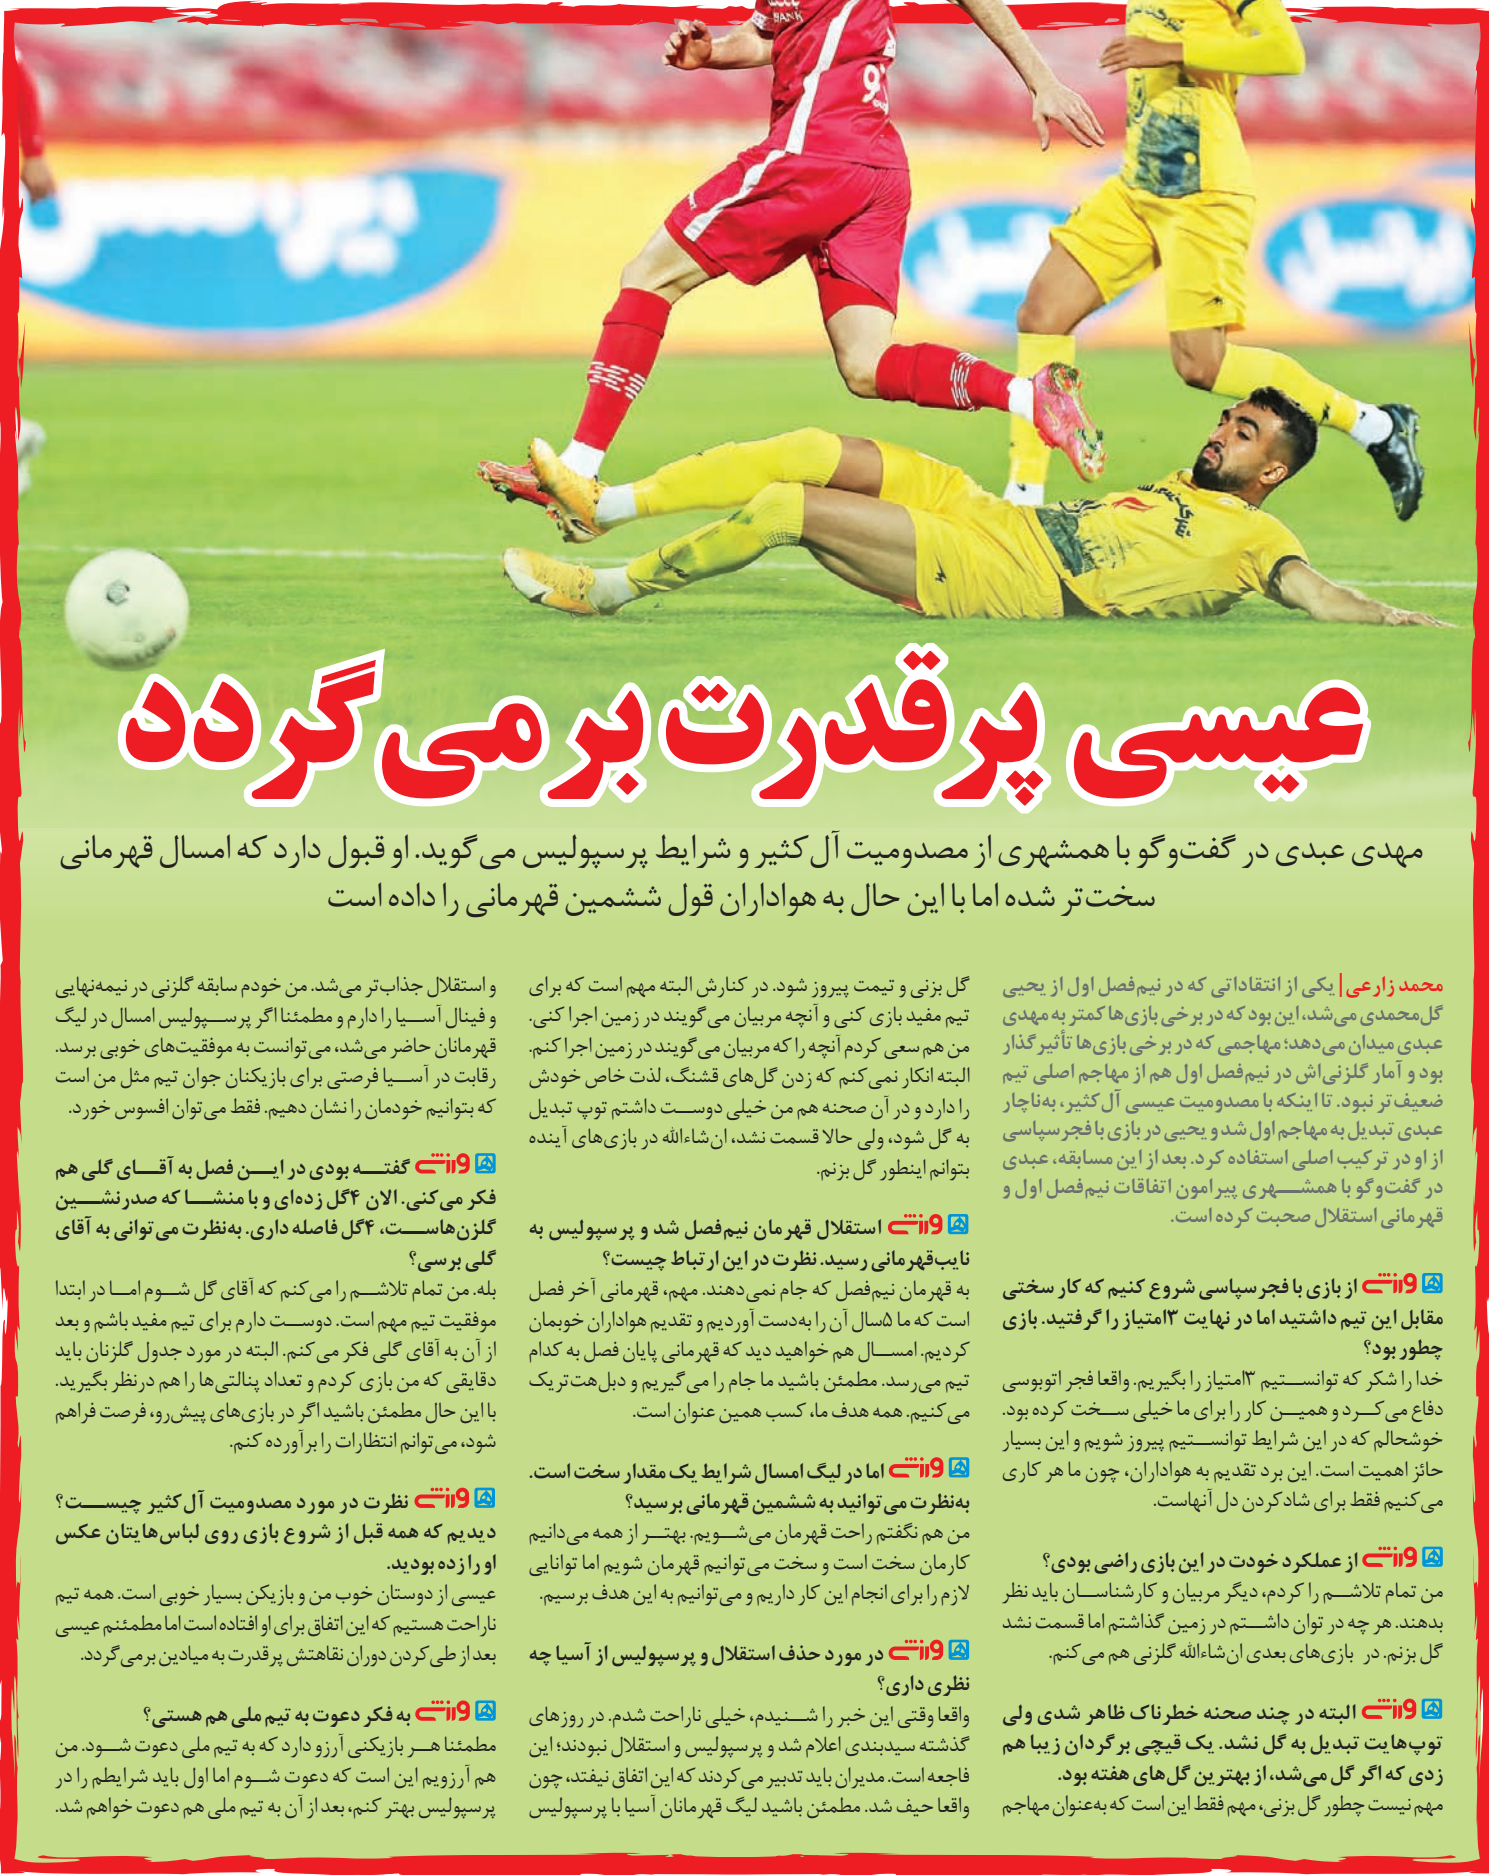 BANK
ایرانسل
ایرانسل
ایرانسل
عیسی پرقدرت برمی‌گردد
مهدی عبدی در گفت‌وگو با همشهری از مصدومیت آل‌کثیر و شرایط پرسپولیس می‌گوید. او قبول دارد که امسال قهرمانی
سخت‌تر شده اما با این حال به هواداران قول ششمین قهرمانی را داده است
محمد زارعی| یکی از انتقاداتی که در نیم‌فصل اول از یحیی
گل‌محمدی می‌شد، این بود که در برخی بازی‌ها کمتر به مهدی
عبدی میدان می‌دهد؛ مهاجمی که در برخی بازی‌ها تأثیرگذار
بود و آمار گلزنی‌اش در نیم‌فصل اول هم از مهاجم اصلی تیم
ضعیف‌تر نبود. تا اینکه با مصدومیت عیسی آل‌کثیر، به‌ناچار
عبدی تبدیل به مهاجم اول شد و یحیی در بازی با فجرسپاسی
از او در ترکیب اصلی استفاده کرد. بعد از این مسابقه، عبدی
در گفت‌وگو با همشهری پیرامون اتفاقات نیم‌فصل اول و
قهرمانی استقلال صحبت کرده است.
ورزشی از بازی با فجرسپاسی شروع کنیم که کار سختی
مقابل این تیم داشتید اما در نهایت ۳امتیاز را گرفتید. بازی
چطور بود؟
خدا را شکر که توانستیم ۳امتیاز را بگیریم. واقعا فجر اتوبوسی
دفاع می‌کرد و همین کار را برای ما خیلی سخت کرده بود.
خوشحالم که در این شرایط توانستیم پیروز شویم و این بسیار
حائز اهمیت است. این برد تقدیم به هواداران، چون ما هر کاری
می‌کنیم فقط برای شادکردن دل آنهاست.
ورزشی از عملکرد خودت در این بازی راضی بودی؟
من تمام تلاشم را کردم، دیگر مربیان و کارشناسان باید نظر
بدهند. هر چه در توان داشتم در زمین گذاشتم اما قسمت نشد
گل بزنم. در بازی‌های بعدی ان‌شاءالله گلزنی هم می‌کنم.
ورزشی البته در چند صحنه خطرناک ظاهر شدی ولی
توپ‌هایت تبدیل به گل نشد. یک قیچی برگردان زیبا هم
زدی که اگر گل می‌شد، از بهترین گل‌های هفته بود.
مهم نیست چطور گل بزنی، مهم فقط این است که به‌عنوان مهاجم
گل بزنی و تیمت پیروز شود. در کنارش البته مهم است که برای
تیم مفید بازی کنی و آنچه مربیان می‌گویند در زمین اجرا کنی.
من هم سعی کردم آنچه را که مربیان می‌گویند در زمین اجرا کنم.
البته انکار نمی‌کنم که زدن گل‌های قشنگ، لذت خاص خودش
را دارد و در آن صحنه هم من خیلی دوست داشتم توپ تبدیل
به گل شود، ولی حالا قسمت نشد، ان‌شاءالله در بازی‌های آینده
بتوانم اینطور گل بزنم.
ورزشی استقلال قهرمان نیم‌فصل شد و پرسپولیس به
نایب‌قهرمانی رسید. نظرت در این ارتباط چیست؟
به قهرمان نیم‌فصل که جام نمی‌دهند. مهم، قهرمانی آخر فصل
است که ما ۵سال آن را به‌دست آوردیم و تقدیم هواداران خوبمان
کردیم. امسال هم خواهید دید که قهرمانی پایان فصل به کدام
تیم می‌رسد. مطمئن باشید ما جام را می‌گیریم و دبل‌هت‌تریک
می‌کنیم. همه هدف ما، کسب همین عنوان است.
ورزشی اما در لیگ امسال شرایط یک مقدار سخت است.
به‌نظرت می‌توانید به ششمین قهرمانی برسید؟
من هم نگفتم راحت قهرمان می‌شویم. بهتر از همه می‌دانیم
کارمان سخت است و سخت می‌توانیم قهرمان شویم اما توانایی
لازم را برای انجام این کار داریم و می‌توانیم به این هدف برسیم.
ورزشی در مورد حذف استقلال و پرسپولیس از آسیا چه
نظری داری؟
واقعا وقتی این خبر را شنیدم، خیلی ناراحت شدم. در روزهای
گذشته سیدبندی اعلام شد و پرسپولیس و استقلال نبودند؛ این
فاجعه است. مدیران باید تدبیر می‌کردند که این اتفاق نیفتد، چون
واقعا حیف شد. مطمئن باشید لیگ قهرمانان آسیا با پرسپولیس
و استقلال جذاب‌تر می‌شد. من خودم سابقه گلزنی در نیمه‌نهایی
و فینال آسیا را دارم و مطمئنا اگر پرسپولیس امسال در لیگ
قهرمانان حاضر می‌شد، می‌توانست به موفقیت‌های خوبی برسد.
رقابت در آسیا فرصتی برای بازیکنان جوان تیم مثل من است
که بتوانیم خودمان را نشان دهیم. فقط می‌توان افسوس خورد.
ورزشی گفته بودی در این فصل به آقای گلی هم
فکر می‌کنی. الان ۴گل زده‌ای و با منشا که صدرنشین
گلزن‌هاست، ۴گل فاصله داری. به‌نظرت می‌توانی به آقای
گلی برسی؟
بله. من تمام تلاشم را می‌کنم که آقای گل شوم اما در ابتدا
موفقیت تیم مهم است. دوست دارم برای تیم مفید باشم و بعد
از آن به آقای گلی فکر می‌کنم. البته در مورد جدول گلزنان باید
دقایقی که من بازی کردم و تعداد پنالتی‌ها را هم درنظر بگیرید.
با این حال مطمئن باشید اگر در بازی‌های پیش‌رو، فرصت فراهم
شود، می‌توانم انتظارات را برآورده کنم.
ورزشی نظرت در مورد مصدومیت آل‌کثیر چیست؟
دیدیم که همه قبل از شروع بازی روی لباس‌هایتان عکس
او را زده بودید.
عیسی از دوستان خوب من و بازیکن بسیار خوبی است. همه تیم
ناراحت هستیم که این اتفاق برای او افتاده است اما مطمئنم عیسی
بعد از طی‌کردن دوران نقاهتش پرقدرت به میادین برمی‌گردد.
ورزشی به فکر دعوت به تیم ملی هم هستی؟
مطمئنا هر بازیکنی آرزو دارد که به تیم ملی دعوت شود. من
هم آرزویم این است که دعوت شوم اما اول باید شرایطم را در
پرسپولیس بهتر کنم، بعد از آن به تیم ملی هم دعوت خواهم شد.